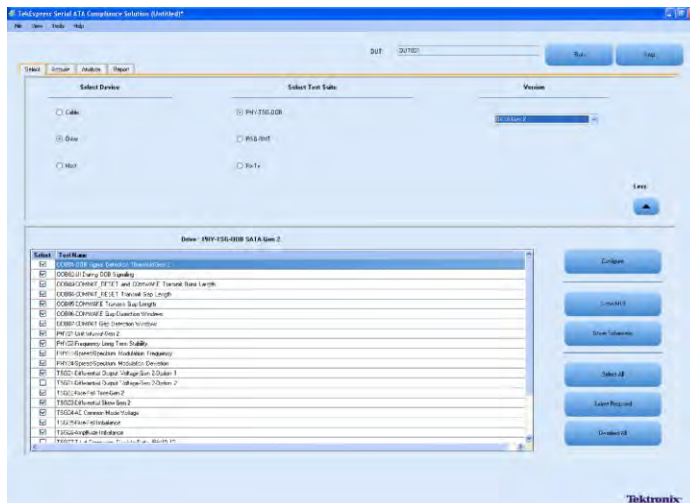 TekExpress Serial ATA Compliance Solution (Untitled)*
File View Tools Help
DUT DUT001
Run Stop
Select Acquire Analyze Report
Select Device Select Test Suite Version
Cable PHY-TSG-OOB
Drive RSG-RMT
Host Rx-Tx
Less
Drive : PHY-TSG-OOB SATA Gen 2
Select Test Name
OOB01-OOB Signal Detection Threshold-Gen 2
OOB02-UI During OOB Signaling
OOB03-COMINIT_RESET and COMWAKE Transmit Burst Length
OOB04-COMINIT_RESET Transmit Gap Length
OOB05-COMWAKE Transmit Gap Length
OOB06-COMWAKE Gap Detection Windows
OOB07-COMINIT Gap Detection Windows
PHY01-Unit Interval-Gen 2
PHY02-Frequency Long Term Stability
PHY03-Spread-Spectrum Modulation Frequency
PHY04-Spread-Spectrum Modulation Deviation
TSG01-Differential Output Voltage-Gen 2-Option 1
TSG01-Differential Output Voltage-Gen 2-Option 2
TSG02-Rise-Fall Time-Gen 2
TSG03-Differential Skew-Gen 2
TSG04-AC Common Mode Voltage
TSG05-Rise-Fall Imbalance
TSG06-Amplitude Imbalance
Configure
Show MOI
Show Schematic
Select All
Select Required
Deselect All
Tektronix